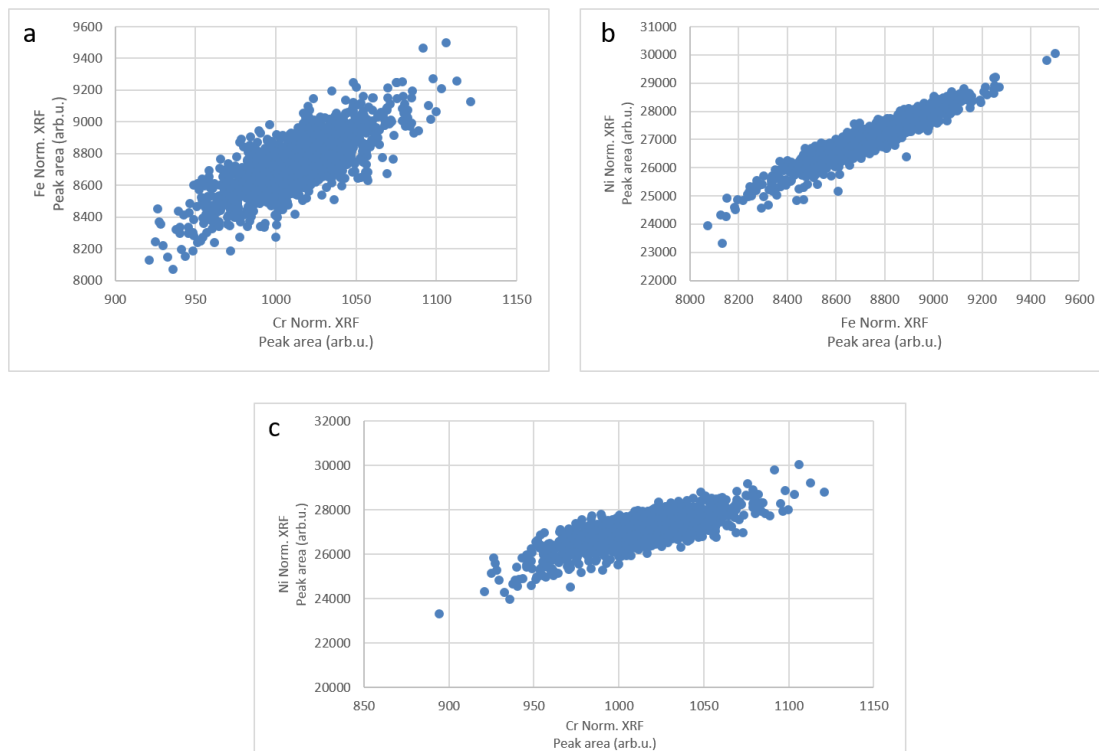 a
9600
9400
9200
9000
8800
8600
8400
8200
8000
900 950 1000 1050 1100 1150
Fe Norm. XRF
Peak area (arb.u.)
Cr Norm. XRF
Peak area (arb.u.)
b
31000
30000
29000
28000
27000
26000
25000
24000
23000
22000
8000 8200 8400 8600 8800 9000 9200 9400 9600
Ni Norm. XRF
Peak area (arb.u.)
Fe Norm. XRF
Peak area (arb.u.)
c
32000
30000
28000
26000
24000
22000
20000
850 900 950 1000 1050 1100 1150
Ni Norm. XRF
Peak area (arb.u.)
Cr Norm. XRF
Peak area (arb.u.)